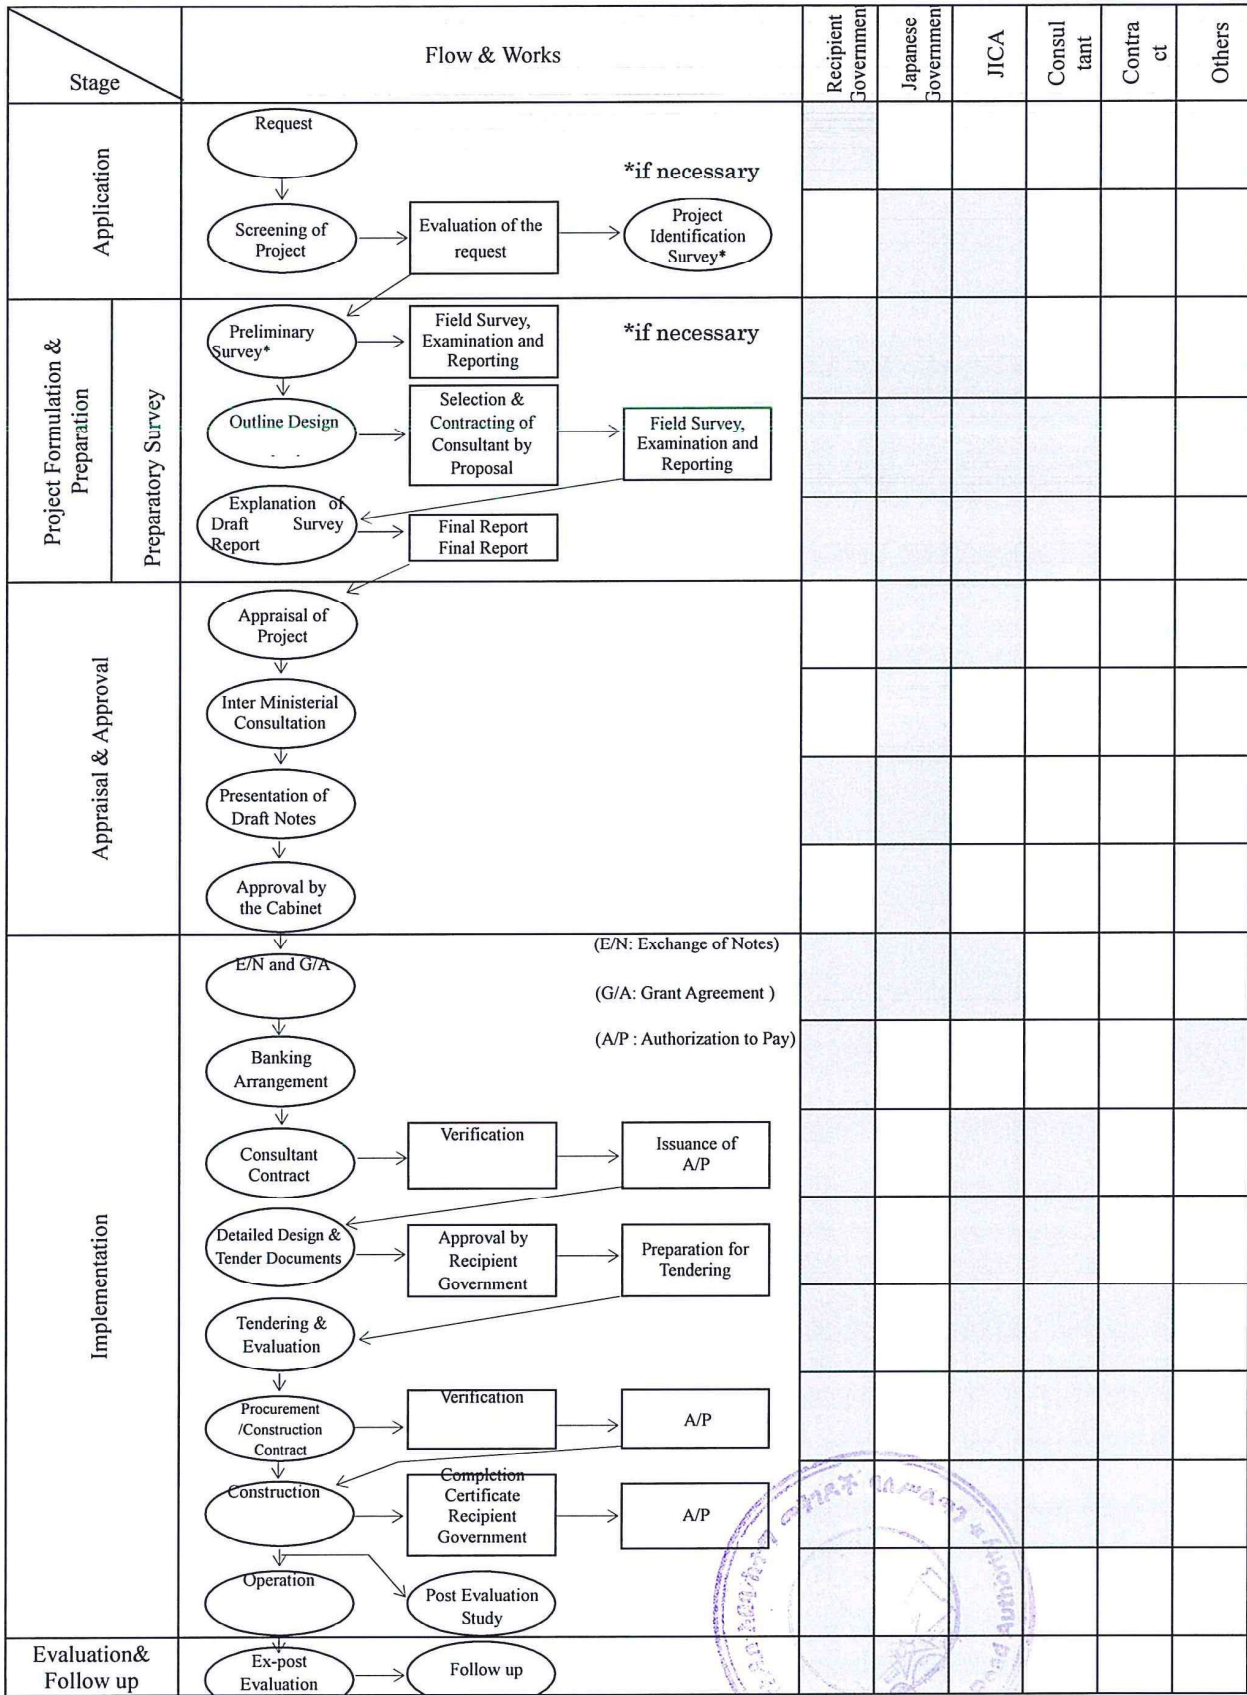 Stage
Flow & Works
Recipient
Government
Japanese
Government
JICA
Consul
tant
Contra
ct
Others
Application
Request
*if necessary
Screening of
Project
Evaluation of the
request
Project
Identification
Survey*
Project Formulation &
Preparation
Preparatory Survey
Preliminary
Survey*
Field Survey,
Examination and
Reporting
*if necessary
Outline Design
Selection &
Contracting of
Consultant by
Proposal
Field Survey,
Examination and
Reporting
Explanation of
Draft Survey
Report
Final Report
Final Report
Appraisal & Approval
Appraisal of
Project
Inter Ministerial
Consultation
Presentation of
Draft Notes
Approval by
the Cabinet
Implementation
E/N and G/A
(E/N: Exchange of Notes)
(G/A: Grant Agreement )
(A/P : Authorization to Pay)
Banking
Arrangement
Consultant
Contract
Verification
Issuance of
A/P
Detailed Design &
Tender Documents
Approval by
Recipient
Government
Preparation for
Tendering
Tendering &
Evaluation
Procurement
/Construction
Contract
Verification
A/P
Construction
Completion
Certificate
Recipient
Government
A/P
Operation
Post Evaluation
Study
Evaluation&
Follow up
Ex-post
Evaluation
Follow up
Road Authority